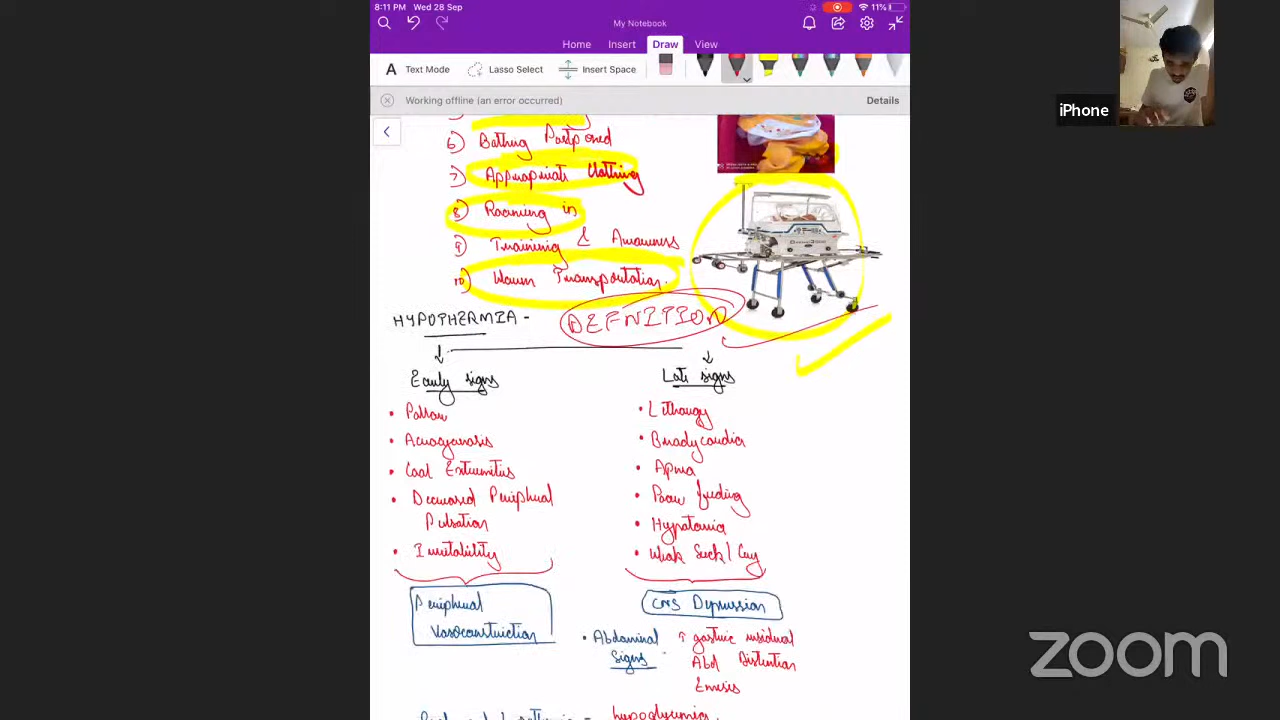 8:11 PM Wed 28 Sep
11%
My Notebook
Home Insert Draw View
A Text Mode Lasso Select Insert Space
Working offline (an error occurred) Details
iPhone
6) Bathing Postponed
7) Appropriate Clothing
8) Rooming in
9) Training & Awarness
10) Warm Transportation.
HYPOTHERMIA -
DEFINITION
Early signs
• Pallor
• Acrocyanosis
• Cool Extremities
• Decreased Peripheral
Pulsation
• Irritability
Peripheral
Vasoconstriction
Late signs
• Lethargy
• Bradycardia
• Apnea
• Poor feeding
• Hypotonia
• Weak Suck / Cry
CNS Depression
• Abdominal
Signs
↑ gastric residual
Abd Distention
Emesis
zoom